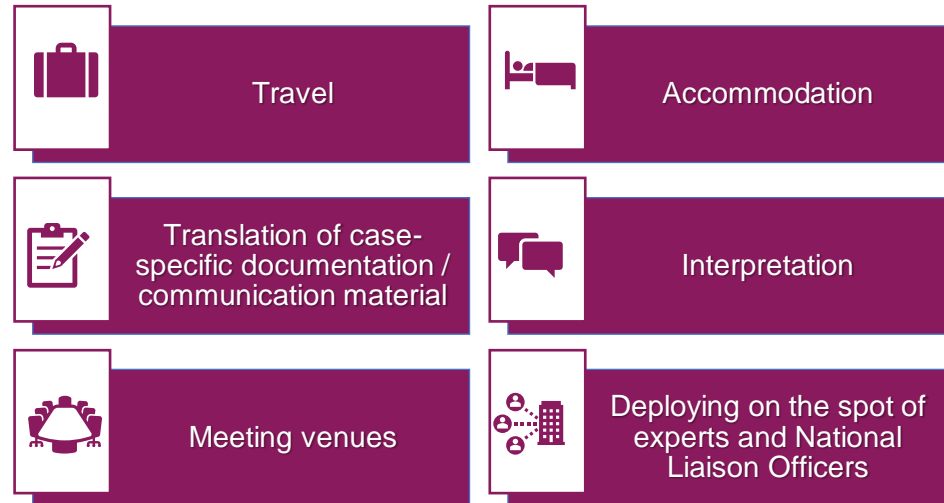 Travel
Accommodation
Translation of case-
specific documentation /
communication material
Interpretation
Meeting venues
Deploying on the spot of
experts and National
Liaison Officers